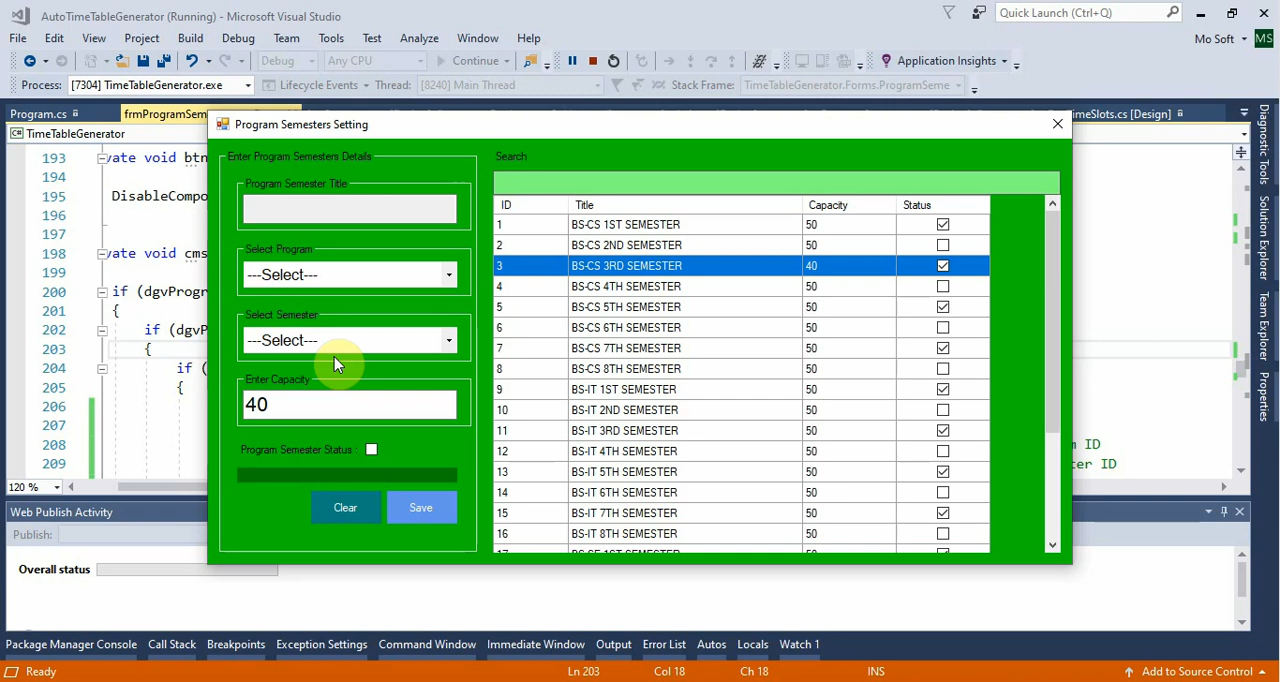 AutoTimeTableGenerator (Running) - Microsoft Visual Studio
Quick Launch (Ctrl+Q)
File Edit View Project Build Debug Team Tools Test Analyze Window Help
Mo Soft MS
Debug Any CPU Continue Application Insights
Process: [7304] TimeTableGenerator.exe Lifecycle Events Thread: [8240] Main Thread Stack Frame: TimeTableGenerator.Forms.ProgramSeme
Program.cs frmProgramSem imeSlots.cs [Design]
TimeTableGenerator
Program Semesters Setting
Enter Program Semesters Details
Program Semester Title
Select Program
---Select---
Select Semester
---Select---
Enter Capacity
40
Program Semester Status :
Clear Save
Search
ID Title Capacity Status
1 BS-CS 1ST SEMESTER 50
2 BS-CS 2ND SEMESTER 50
3 BS-CS 3RD SEMESTER 40
4 BS-CS 4TH SEMESTER 50
5 BS-CS 5TH SEMESTER 50
6 BS-CS 6TH SEMESTER 50
7 BS-CS 7TH SEMESTER 50
8 BS-CS 8TH SEMESTER 50
9 BS-IT 1ST SEMESTER 50
10 BS-IT 2ND SEMESTER 50
11 BS-IT 3RD SEMESTER 50
12 BS-IT 4TH SEMESTER 50
13 BS-IT 5TH SEMESTER 50
14 BS-IT 6TH SEMESTER 50
15 BS-IT 7TH SEMESTER 50
16 BS-IT 8TH SEMESTER 50
193 vate void btn
194
195 DisableCompo
196
197
198 vate void cms
199
200 if (dgvProgr
201 {
202 if (dgvP
203 {
204 if (
205 {
206
207
208 m ID
209 ter ID
120 %
Diagnostic Tools
Solution Explorer
Team Explorer
Properties
Web Publish Activity
Publish:
Overall status
Package Manager Console Call Stack Breakpoints Exception Settings Command Window Immediate Window Output Error List Autos Locals Watch 1
Ready Ln 203 Col 18 Ch 18 INS Add to Source Control